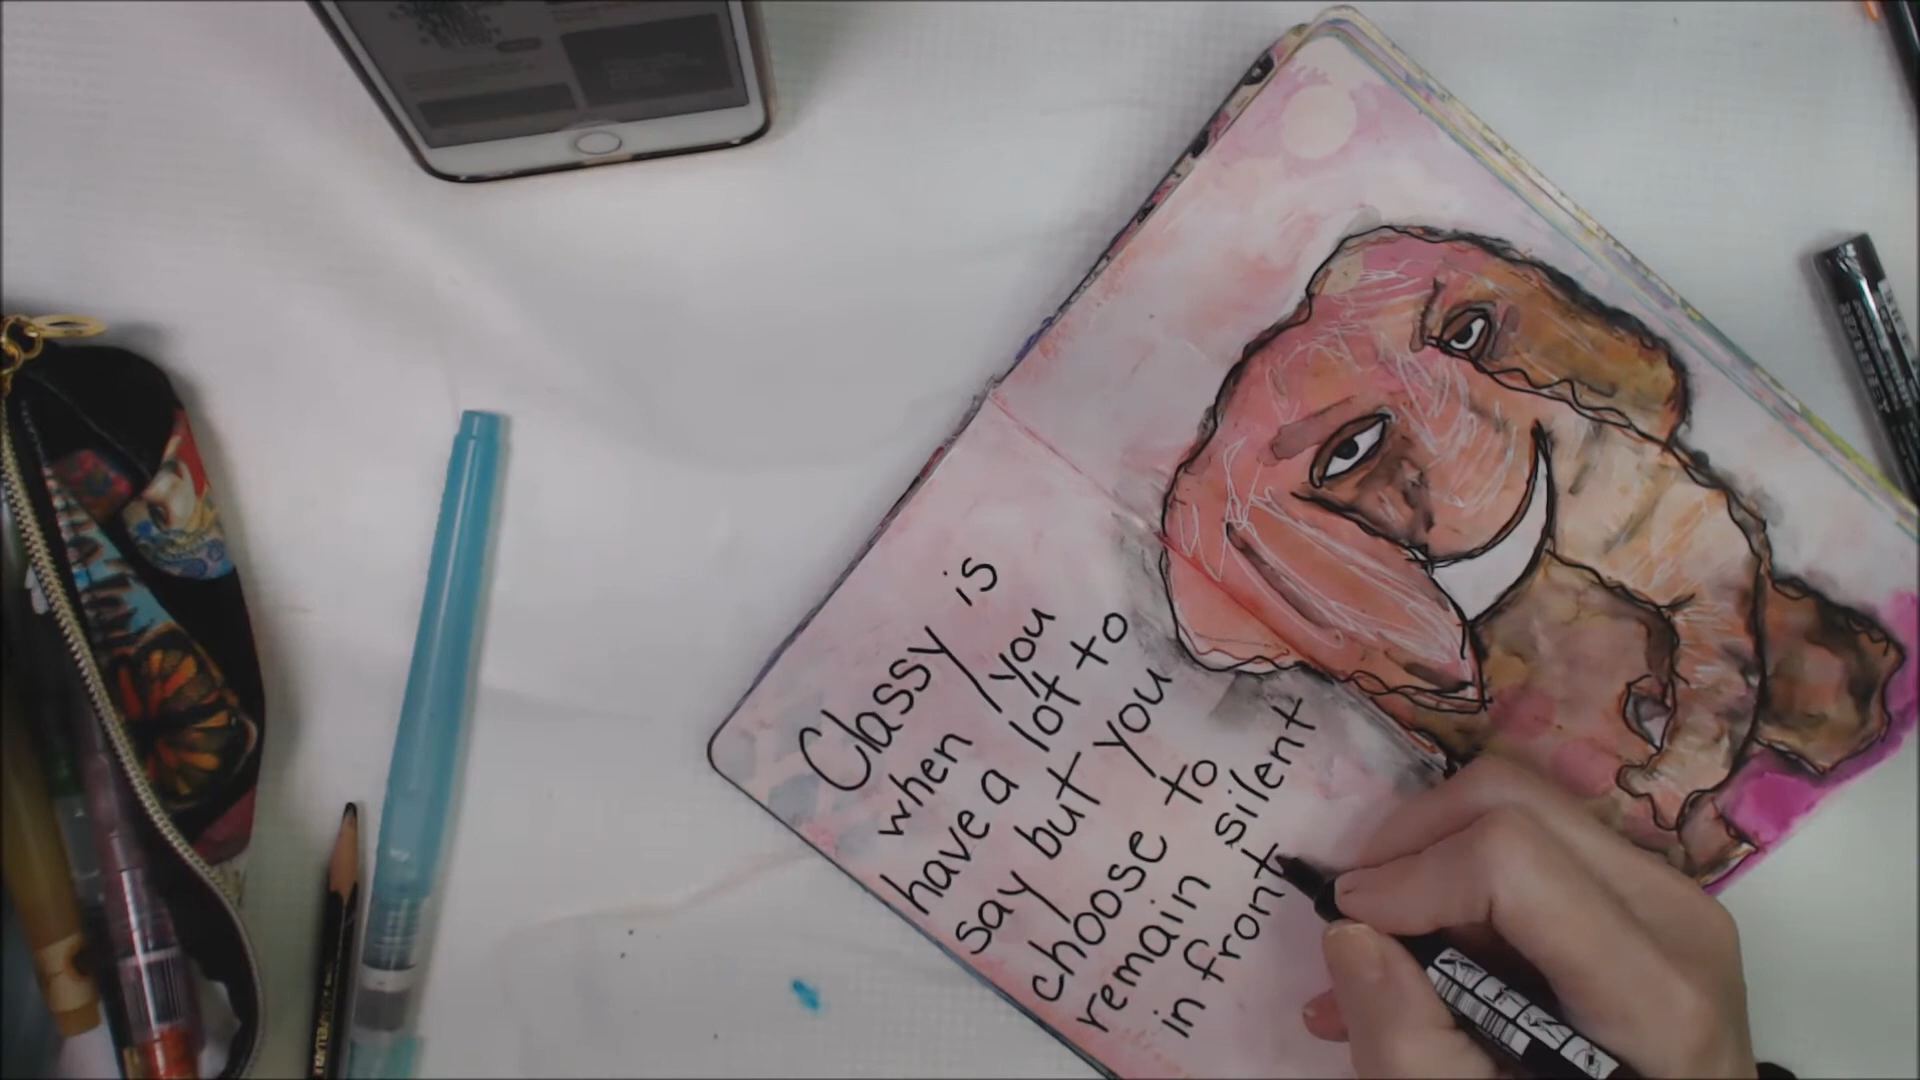 Classy is
when you
have a lot to
say but you
choose to
remain silent
in front